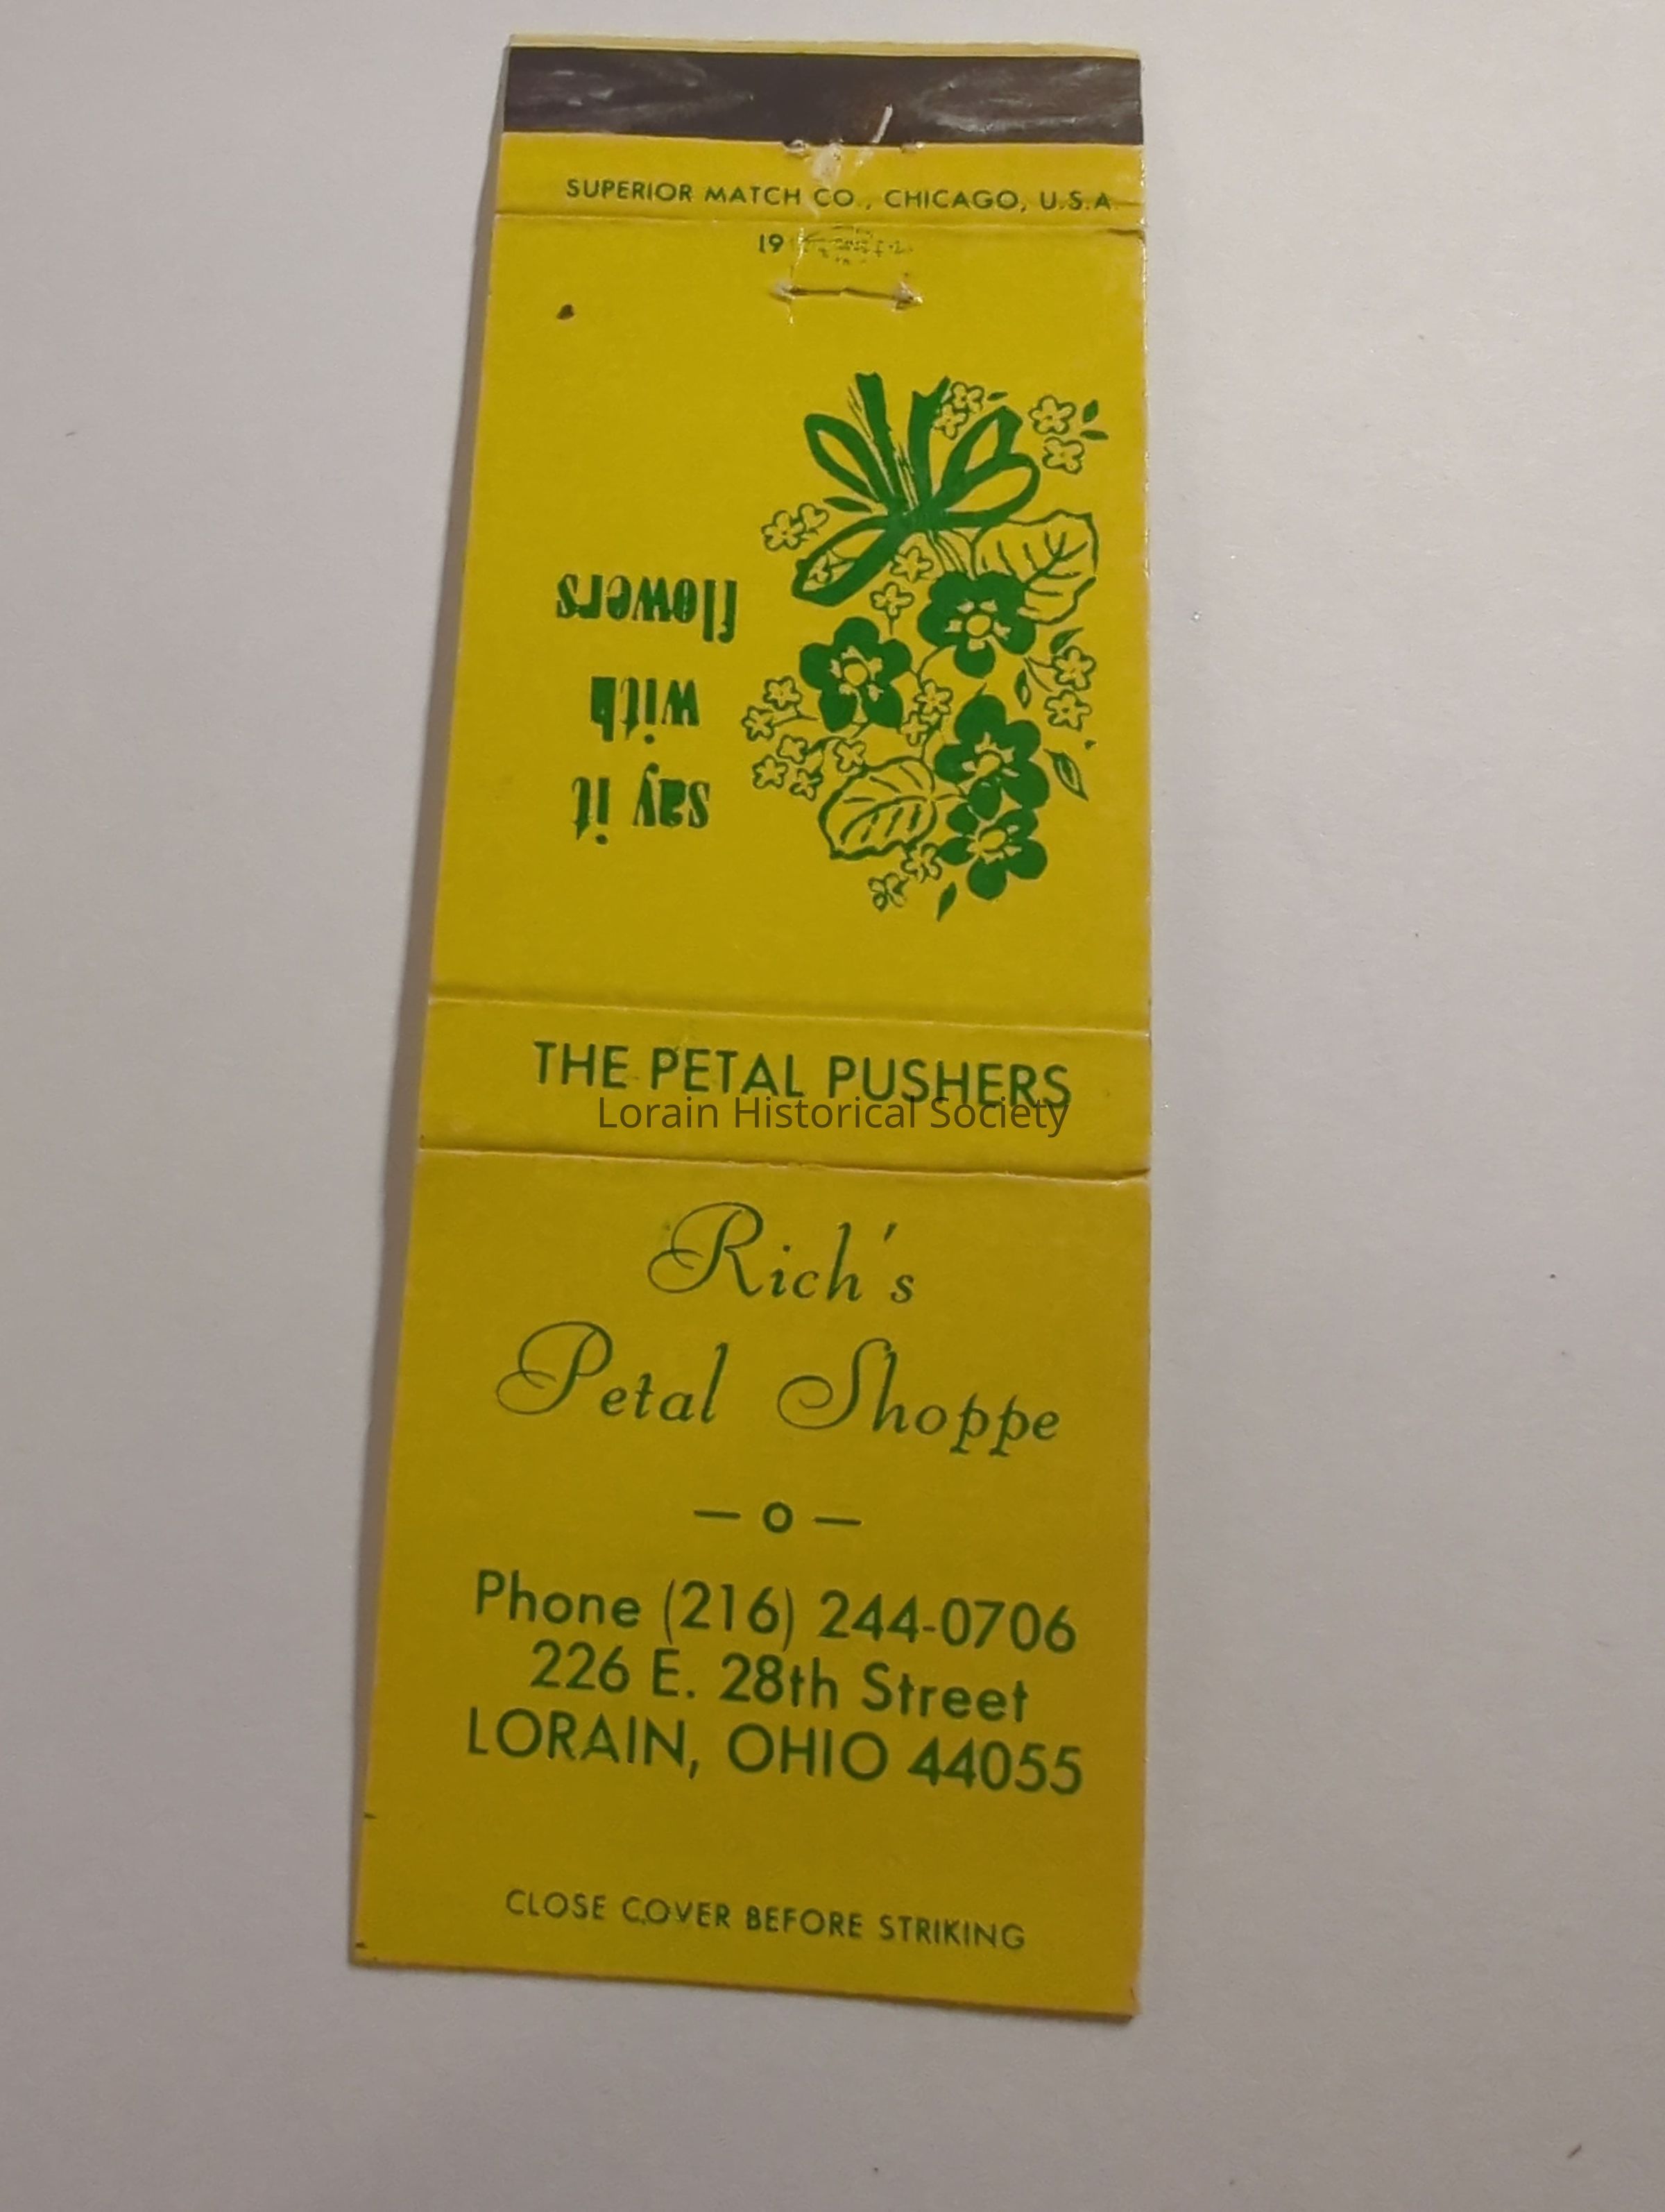 SUPERIOR MATCH CO., CHICAGO, U.S.A.
say it
with
flowers
THE PETAL PUSHERS
Lorain Historical Society
Rich's
Petal Shoppe
— o —
Phone (216) 244-0706
226 E. 28th Street
LORAIN, OHIO 44055
CLOSE COVER BEFORE STRIKING